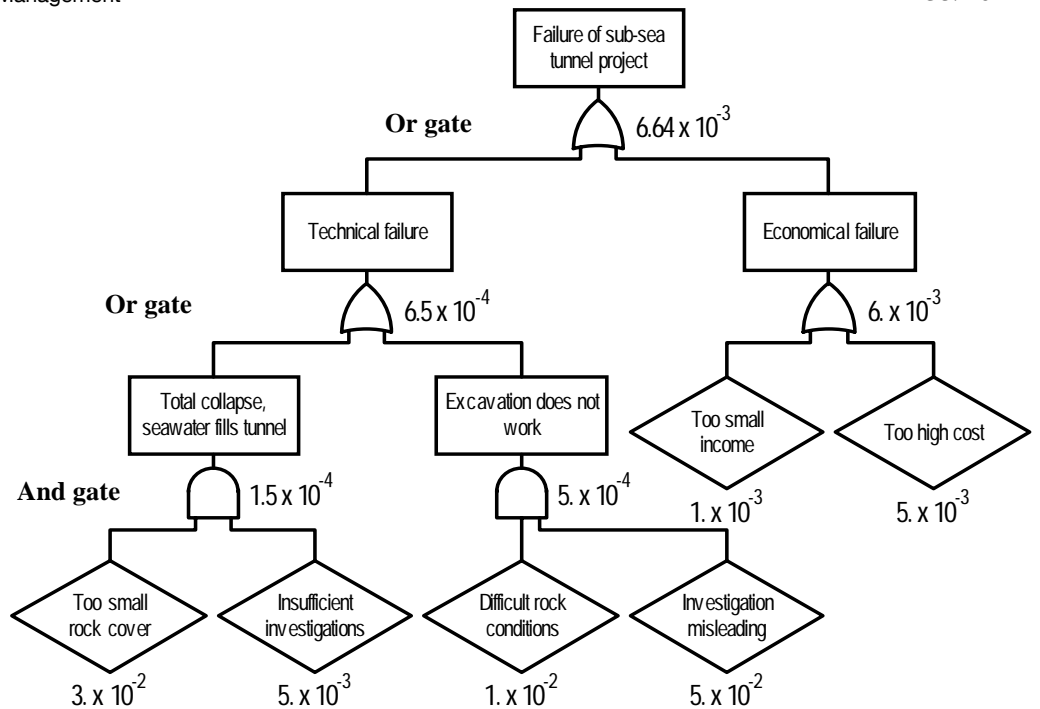 Management
Failure of sub-sea
tunnel project
Or gate
6.64 x 10^-3
Technical failure
Economical failure
Or gate
6.5 x 10^-4
6. x 10^-3
Total collapse,
seawater fills tunnel
Excavation does not
work
Too small
income
Too high cost
And gate
1.5 x 10^-4
5. x 10^-4
1. x 10^-3
5. x 10^-3
Too small
rock cover
Insufficient
investigations
Difficult rock
conditions
Investigation
misleading
3. x 10^-2
5. x 10^-3
1. x 10^-2
5. x 10^-2